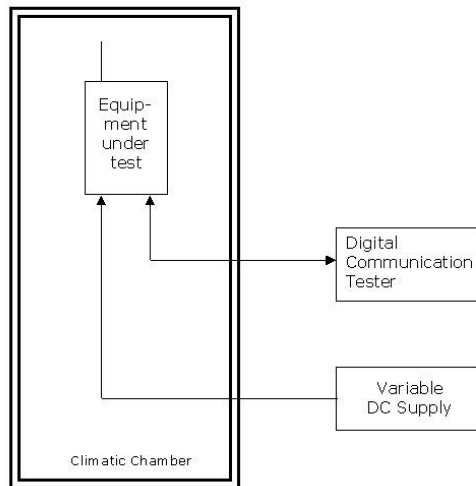 Equip-
ment
under
test
Digital
Communication
Tester
Variable
DC Supply
Climatic Chamber